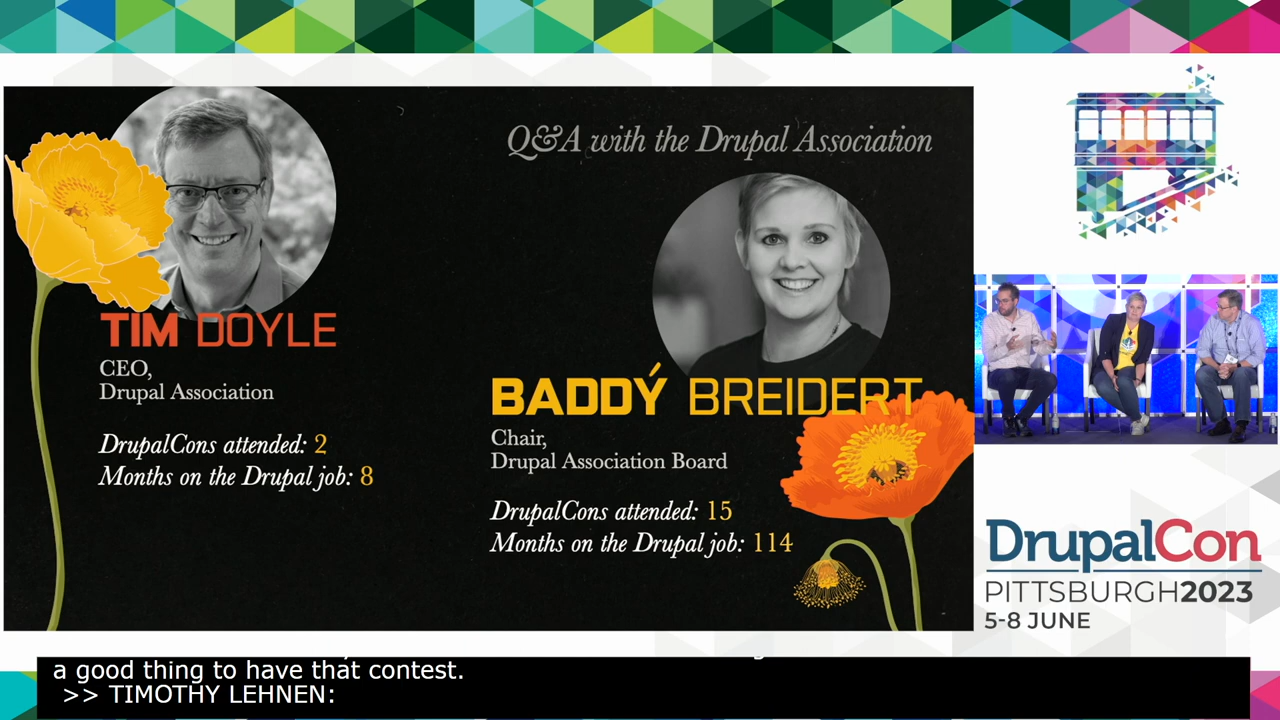 Q&A with the Drupal Association
TIM DOYLE
CEO,
Drupal Association
DrupalCons attended: 2
Months on the Drupal job: 8
BADDÝ BREIDERT
Chair,
Drupal Association Board
DrupalCons attended: 15
Months on the Drupal job: 114
DrupalCon
PITTSBURGH2023
5-8 JUNE
a good thing to have that contest.
>> TIMOTHY LEHNEN: